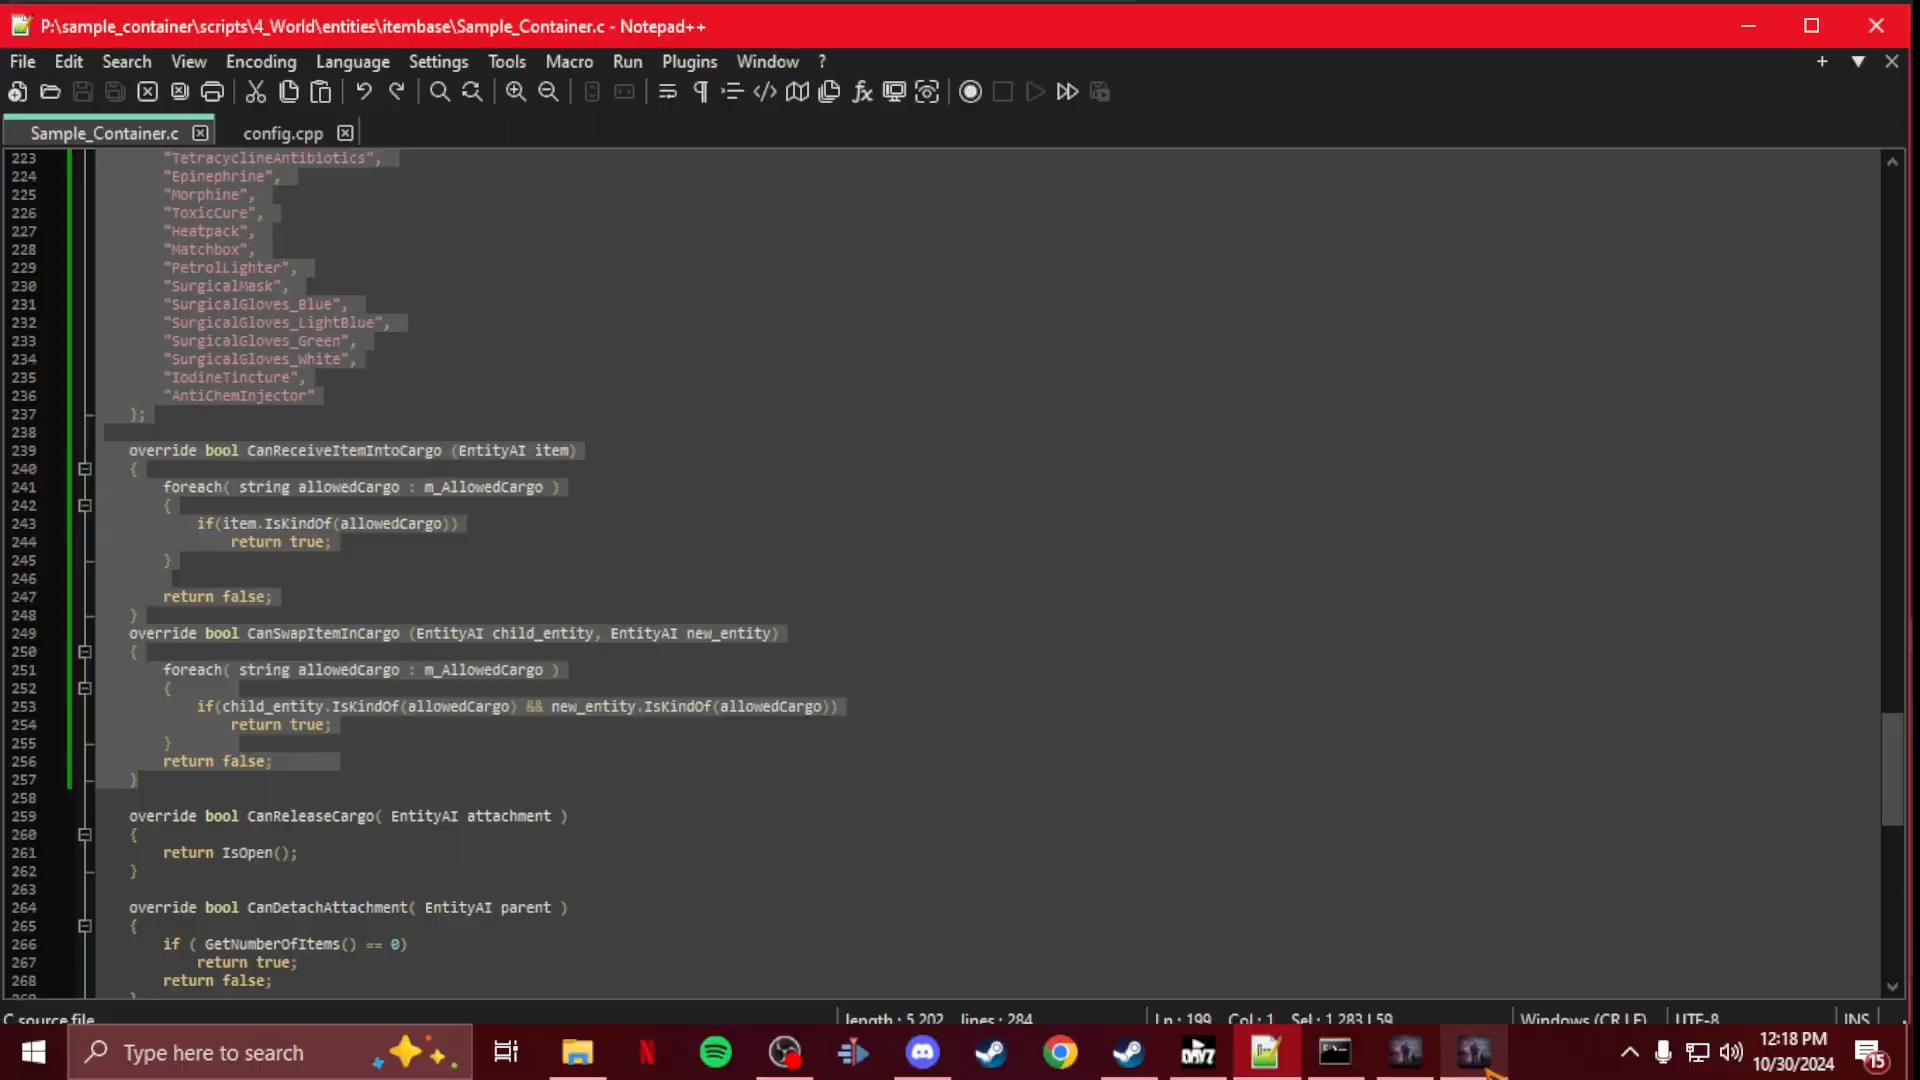 P:\sample_container\scripts\4_World\entities\itembase\Sample_Container.c - Notepad++
File Edit Search View Encoding Language Settings Tools Macro Run Plugins Window ?
Sample_Container.c config.cpp
223 "TetracyclineAntibiotics",
224 "Epinephrine",
225 "Morphine",
226 "ToxicCure",
227 "Heatpack",
228 "Matchbox",
229 "PetrolLighter",
230 "SurgicalMask",
231 "SurgicalGloves_Blue",
232 "SurgicalGloves_LightBlue",
233 "SurgicalGloves_Green",
234 "SurgicalGloves_White",
235 "IodineTincture",
236 "AntiChemInjector"
237 };
238
239 override bool CanReceiveItemIntoCargo (EntityAI item)
240 {
241 foreach( string allowedCargo : m_AllowedCargo )
242 {
243 if(item.IsKindOf(allowedCargo))
244 return true;
245 }
246
247 return false;
248 }
249 override bool CanSwapItemInCargo (EntityAI child_entity, EntityAI new_entity)
250 {
251 foreach( string allowedCargo : m_AllowedCargo )
252 {
253 if(child_entity.IsKindOf(allowedCargo) && new_entity.IsKindOf(allowedCargo))
254 return true;
255 }
256 return false;
257 }
258
259 override bool CanReleaseCargo( EntityAI attachment )
260 {
261 return IsOpen();
262 }
263
264 override bool CanDetachAttachment( EntityAI parent )
265 {
266 if ( GetNumberOfItems() == 0)
267 return true;
268 return false;
269 }
C source file length : 5,202 lines : 284 Ln : 199 Col : 1 Sel : 1,283 | 59 Windows (CR LF) UTF-8 INS
Type here to search DAYZ 12:18 PM
10/30/2024 15